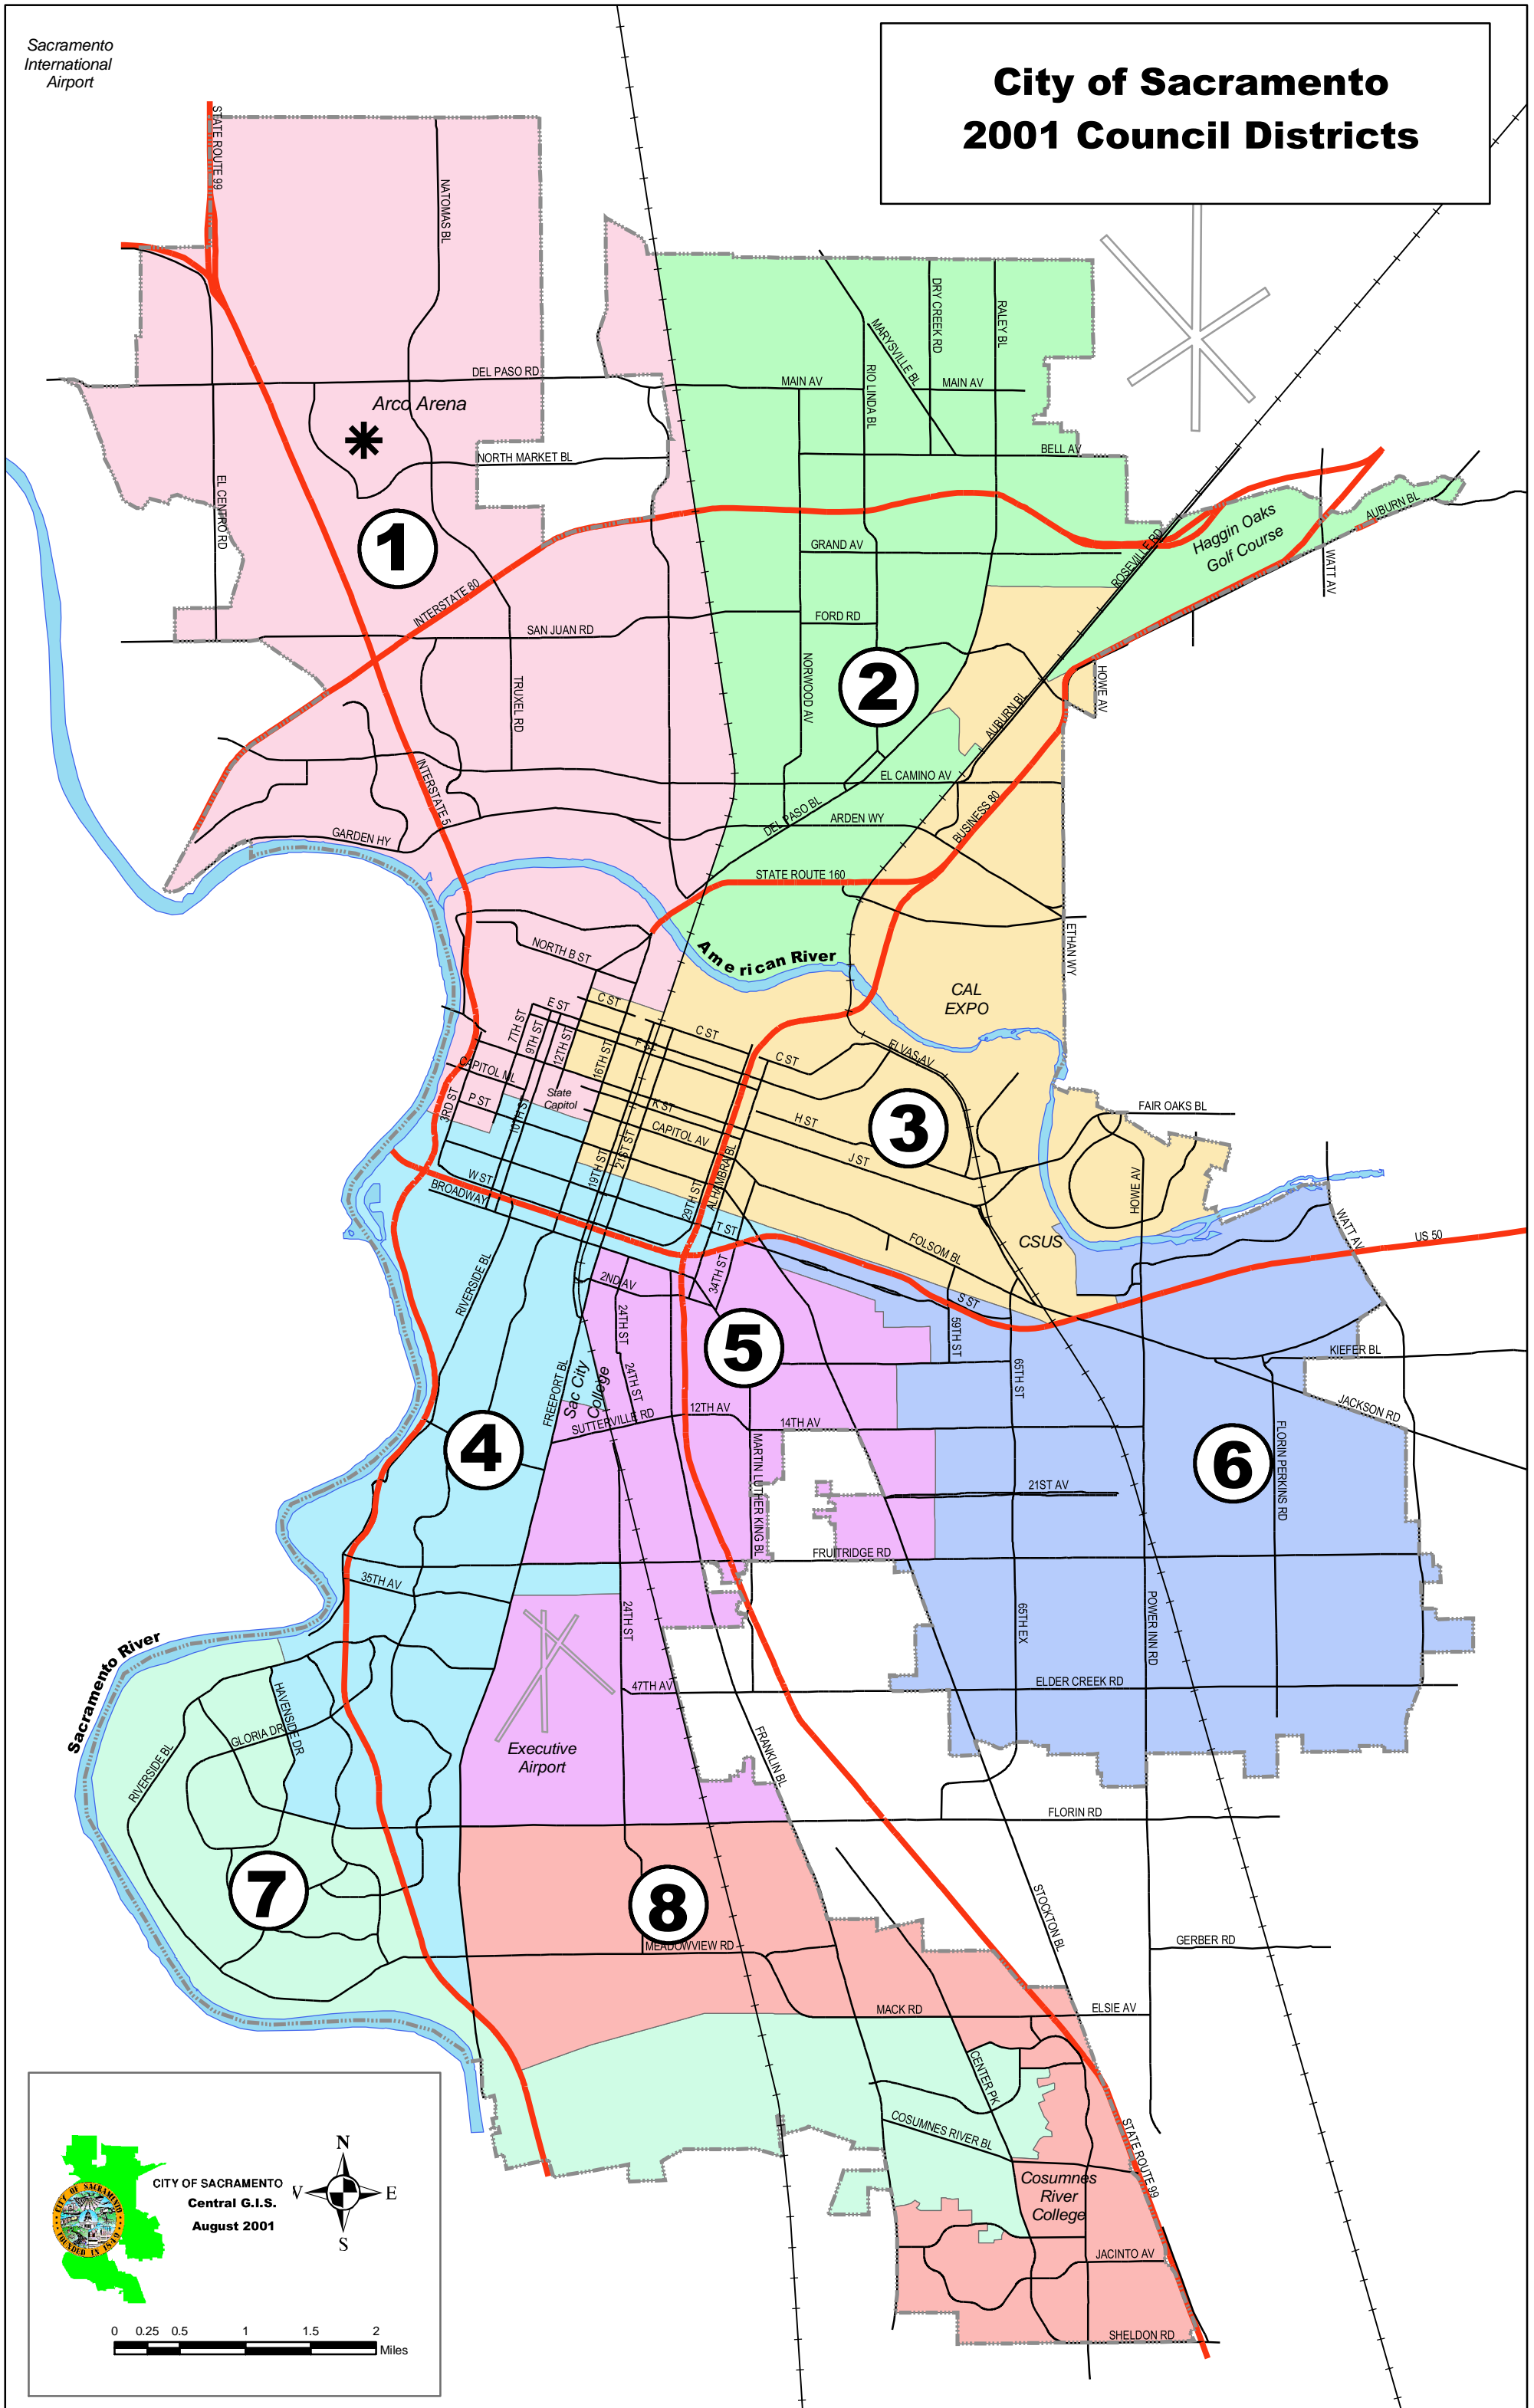 Sacramento
International
Airport
City of Sacramento
2001 Council Districts
STATE ROUTE 99
NATOMAS BL
DRY CREEK RD
RALEY BL
MARYSVILLE BL
RIO LINDA BL
DEL PASO RD
MAIN AV
MAIN AV
Arco Arena
BELL AV
NORTH MARKET BL
EL CENTRO RD
1
Haggin Oaks
Golf Course
AUBURN BL
WATT AV
GRAND AV
ROSEVILLE RD
INTERSTATE 80
FORD RD
SAN JUAN RD
2
NORWOOD AV
TRUXEL RD
HOWE AV
AUBURN BL
INTERSTATE 5
EL CAMINO AV
DEL PASO BL
ARDEN WY
BUSINESS 80
GARDEN HY
STATE ROUTE 160
ETHAN WY
NORTH B ST
American River
CAL
EXPO
C ST
E ST
7TH ST
9TH ST
12TH ST
16TH ST
F ST
C ST
C ST
ELVAS AV
CAPITOL ML
State
Capitol
3RD ST
P ST
10TH ST
K ST
CAPITOL AV
H ST
J ST
3
FAIR OAKS BL
19TH ST
21ST ST
29TH ST
ALHAMBRA BL
W ST
BROADWAY
T ST
HOWE AV
WATT AV
US 50
FOLSOM BL
CSUS
RIVERSIDE BL
2ND AV
34TH ST
S ST
24TH ST
5
59TH ST
65TH ST
KIEFER BL
FREEPORT BL
Sac City
College
24TH ST
JACKSON RD
SUTTERVILLE RD
12TH AV
14TH AV
4
MARTIN LUTHER KING BL
6
FLORIN PERKINS RD
21ST AV
FRUITRIDGE RD
35TH AV
24TH ST
65TH EX
POWER INN RD
Sacramento River
HAVENSIDE DR
47TH AV
ELDER CREEK RD
GLORIA DR
RIVERSIDE BL
Executive
Airport
FRANKLIN BL
FLORIN RD
7
8
STOCKTON BL
MEADOWVIEW RD
GERBER RD
MACK RD
ELSIE AV
CENTER PK
COSUMNES RIVER BL
STATE ROUTE 99
Cosumnes
River
College
JACINTO AV
SHELDON RD
CITY OF SACRAMENTO
Central G.I.S.
August 2001
CITY OF SACRAMENTO
FOUNDED IN 1849
N
E
S
0 0.25 0.5 1 1.5 2
Miles